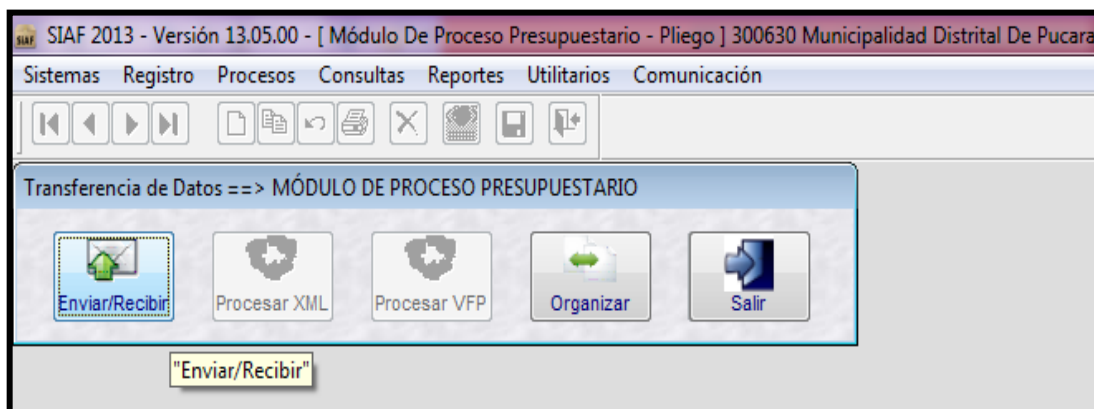 SIAF 2013 - Versión 13.05.00 - [ Módulo De Proceso Presupuestario - Pliego ] 300630 Municipalidad Distrital De Pucara
Sistemas Registro Procesos Consultas Reportes Utilitarios Comunicación
Transferencia de Datos ==> MÓDULO DE PROCESO PRESUPUESTARIO
Enviar/Recibir Procesar XML Procesar VFP Organizar Salir
"Enviar/Recibir"